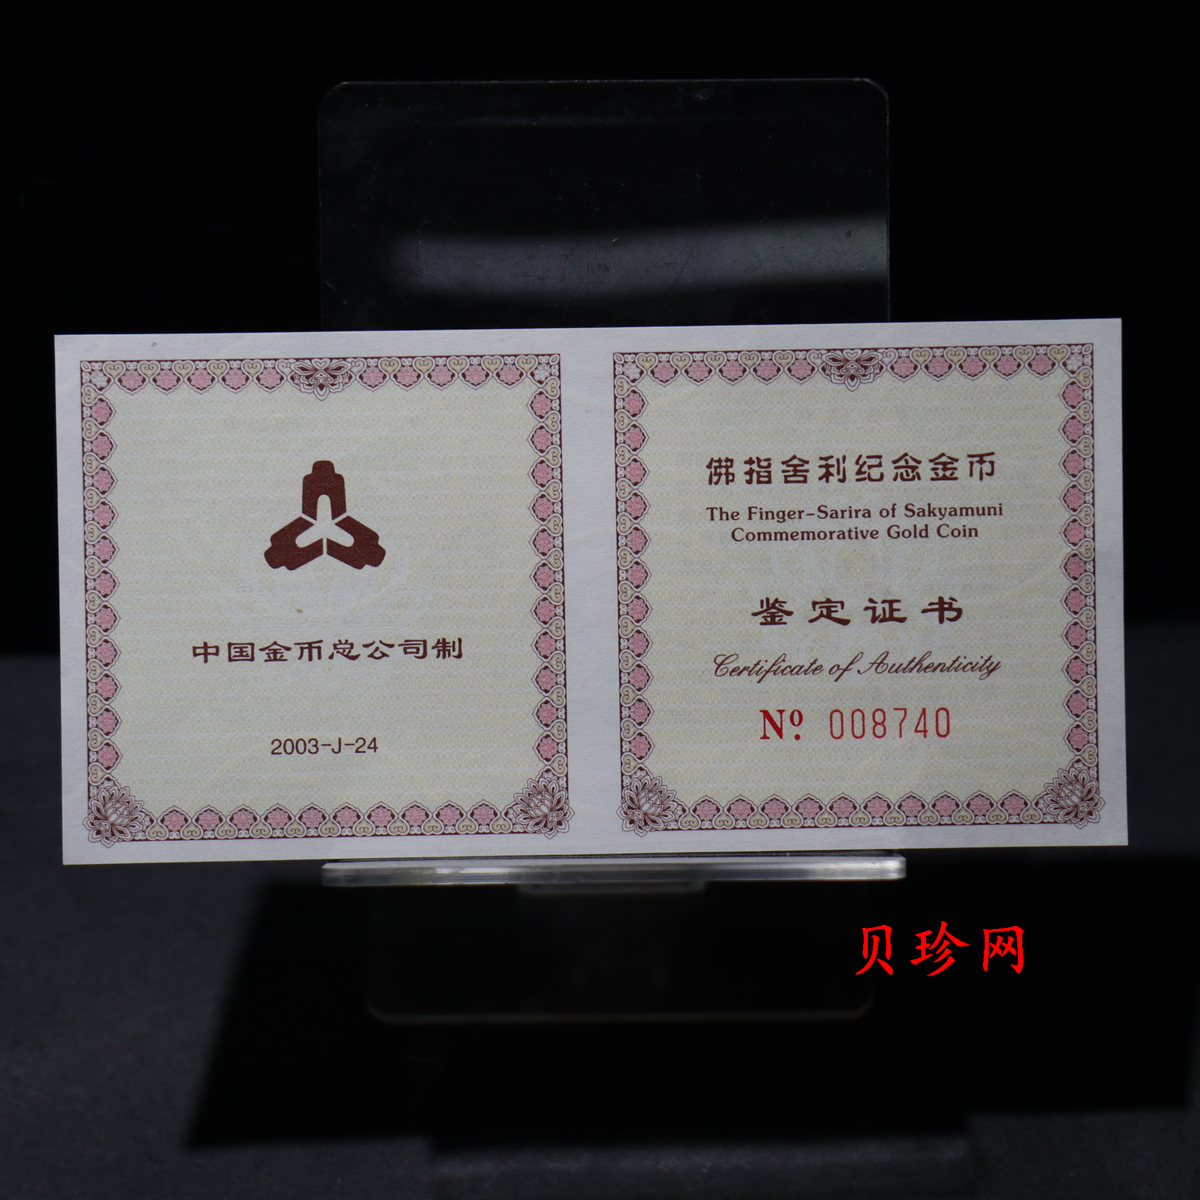 中国金币总公司制
2003-J-24
佛指舍利纪念金币
The Finger-Sarira of Sakyamuni
Commemorative Gold Coin
鉴定证书
Certificate of Authenticity
Nº 008740
贝珍网